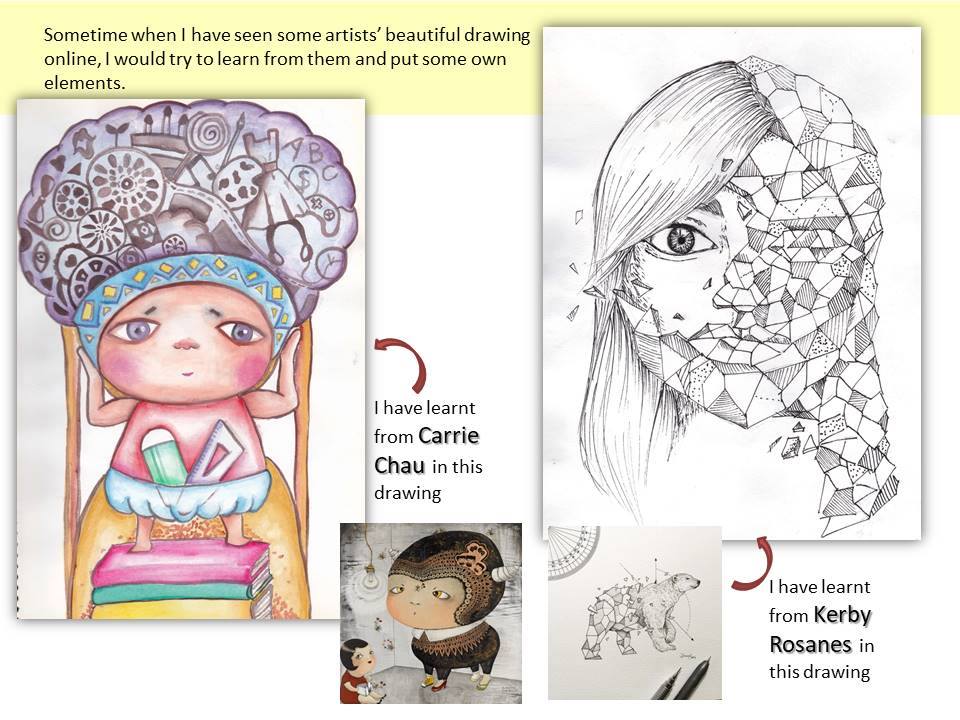 Sometime when I have seen some artists’ beautiful drawing
online, I would try to learn from them and put some own
elements.
A B C
$
I have learnt
from Carrie
Chau in this
drawing
I have learnt
from Kerby
Rosanes in
this drawing